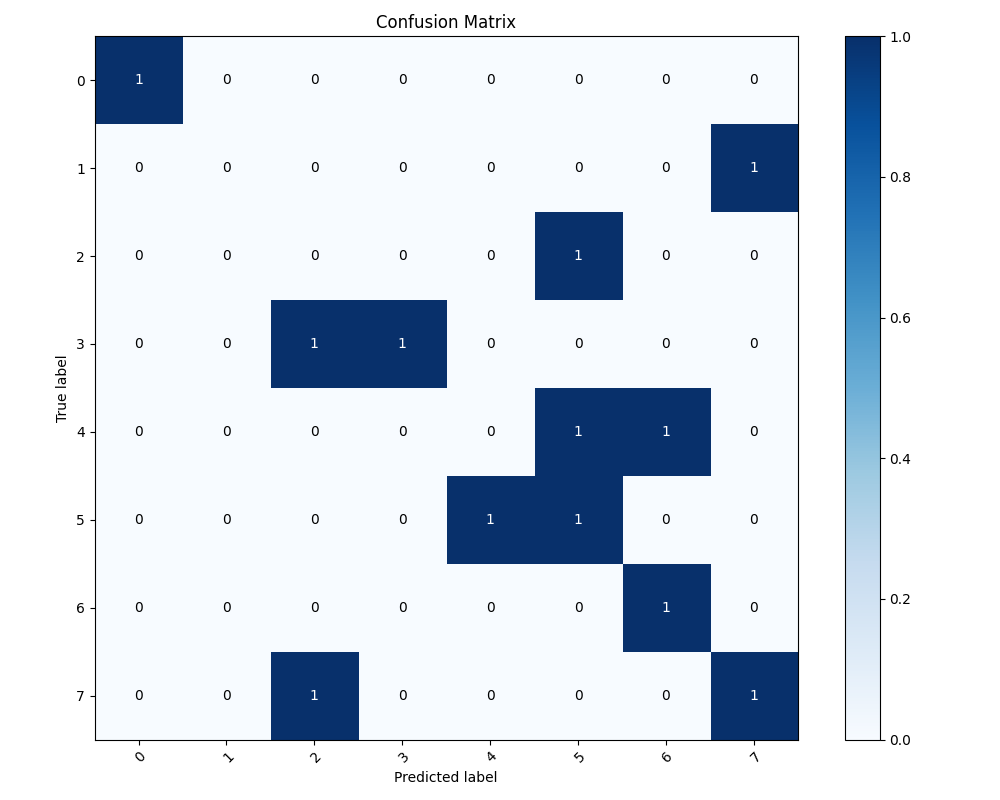 Confusion Matrix
0 1 0 0 0 0 0 0 0
1 0 0 0 0 0 0 0 1
2 0 0 0 0 0 1 0 0
3 0 0 1 1 0 0 0 0
4 0 0 0 0 0 1 1 0
5 0 0 0 0 1 1 0 0
6 0 0 0 0 0 0 1 0
7 0 0 1 0 0 0 0 1
0 1 2 3 4 5 6 7
True label
Predicted label
1.0
0.8
0.6
0.4
0.2
0.0